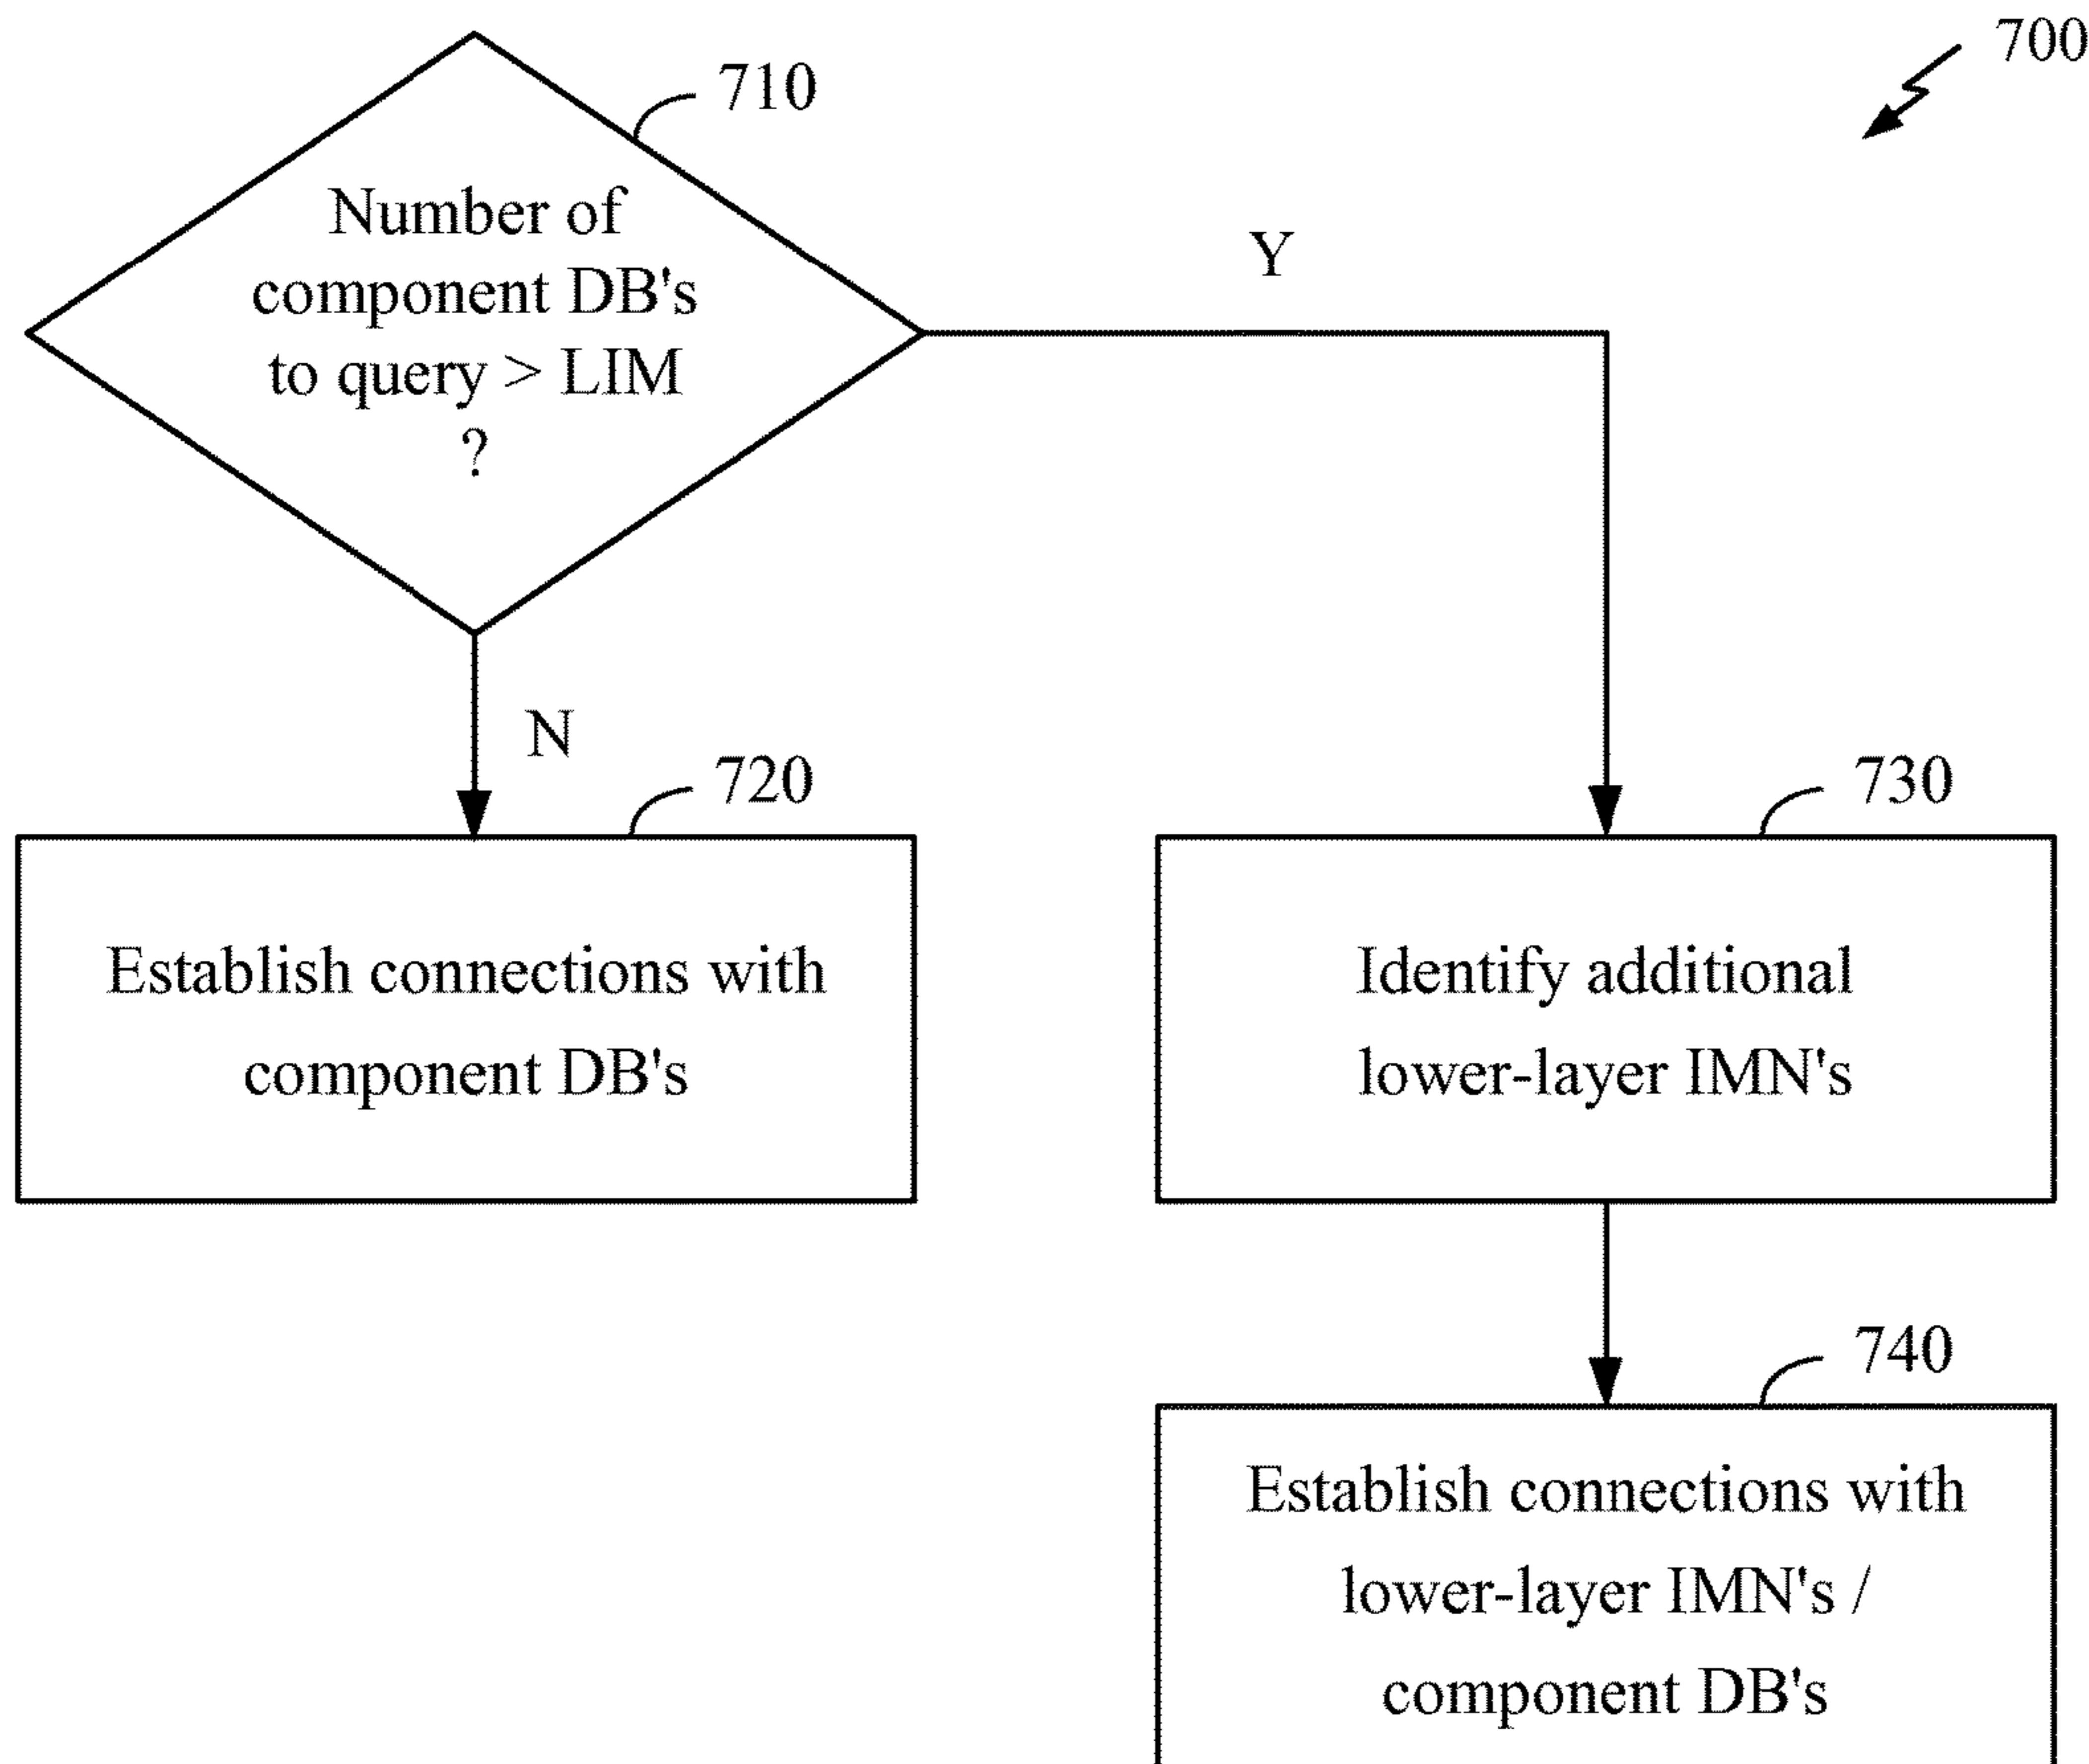 700
710
Number of
component DB's
to query > LIM
?
Y
N
720
Establish connections with
component DB's
730
Identify additional
lower-layer IMN's
740
Establish connections with
lower-layer IMN's /
component DB's